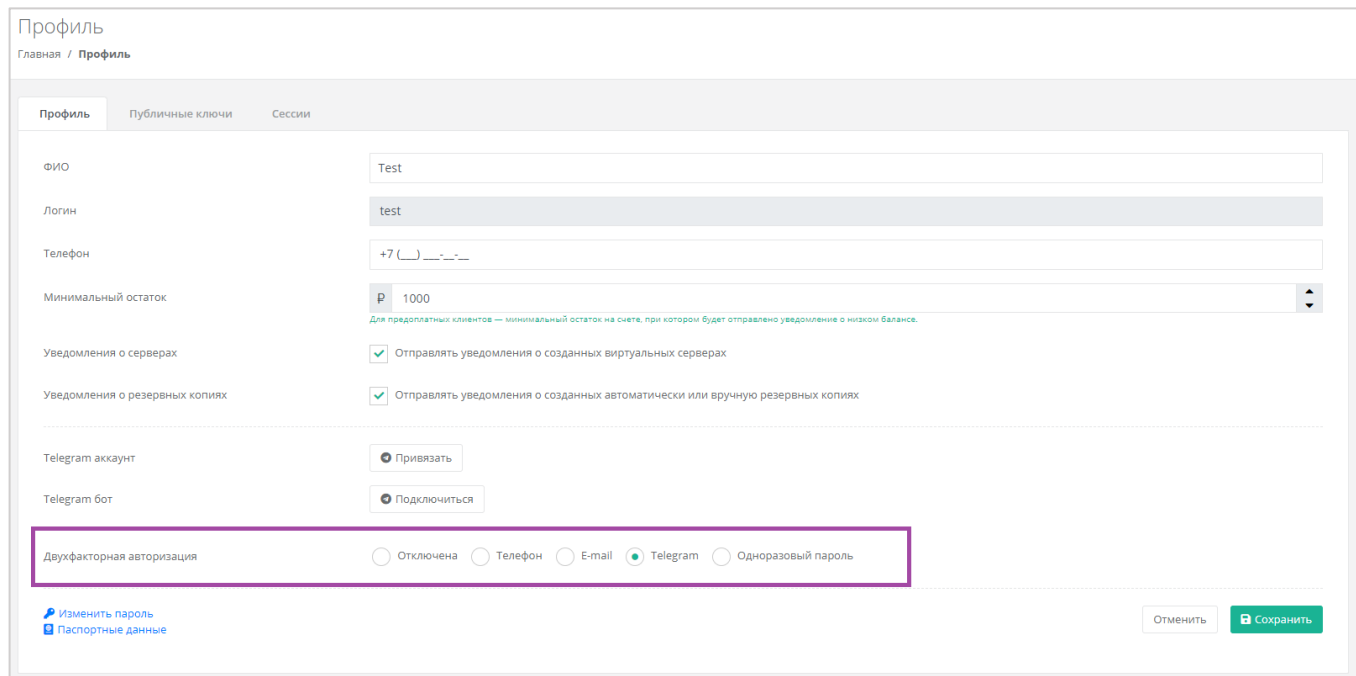 Профиль
Главная / Профиль
Профиль Публичные ключи Сессии
ФИО Test
Логин test
Телефон +7 (___) ___-__-__
Минимальный остаток ₽ 1000
Для предоплатных клиентов — минимальный остаток на счете, при котором будет отправлено уведомление о низком балансе.
Уведомления о серверах Отправлять уведомления о созданных виртуальных серверах
Уведомления о резервных копиях Отправлять уведомления о созданных автоматически или вручную резервных копиях
Telegram аккаунт Привязать
Telegram бот Подключиться
Двухфакторная авторизация Отключена Телефон E-mail Telegram Одноразовый пароль
Изменить пароль
Паспортные данные
Отменить Сохранить